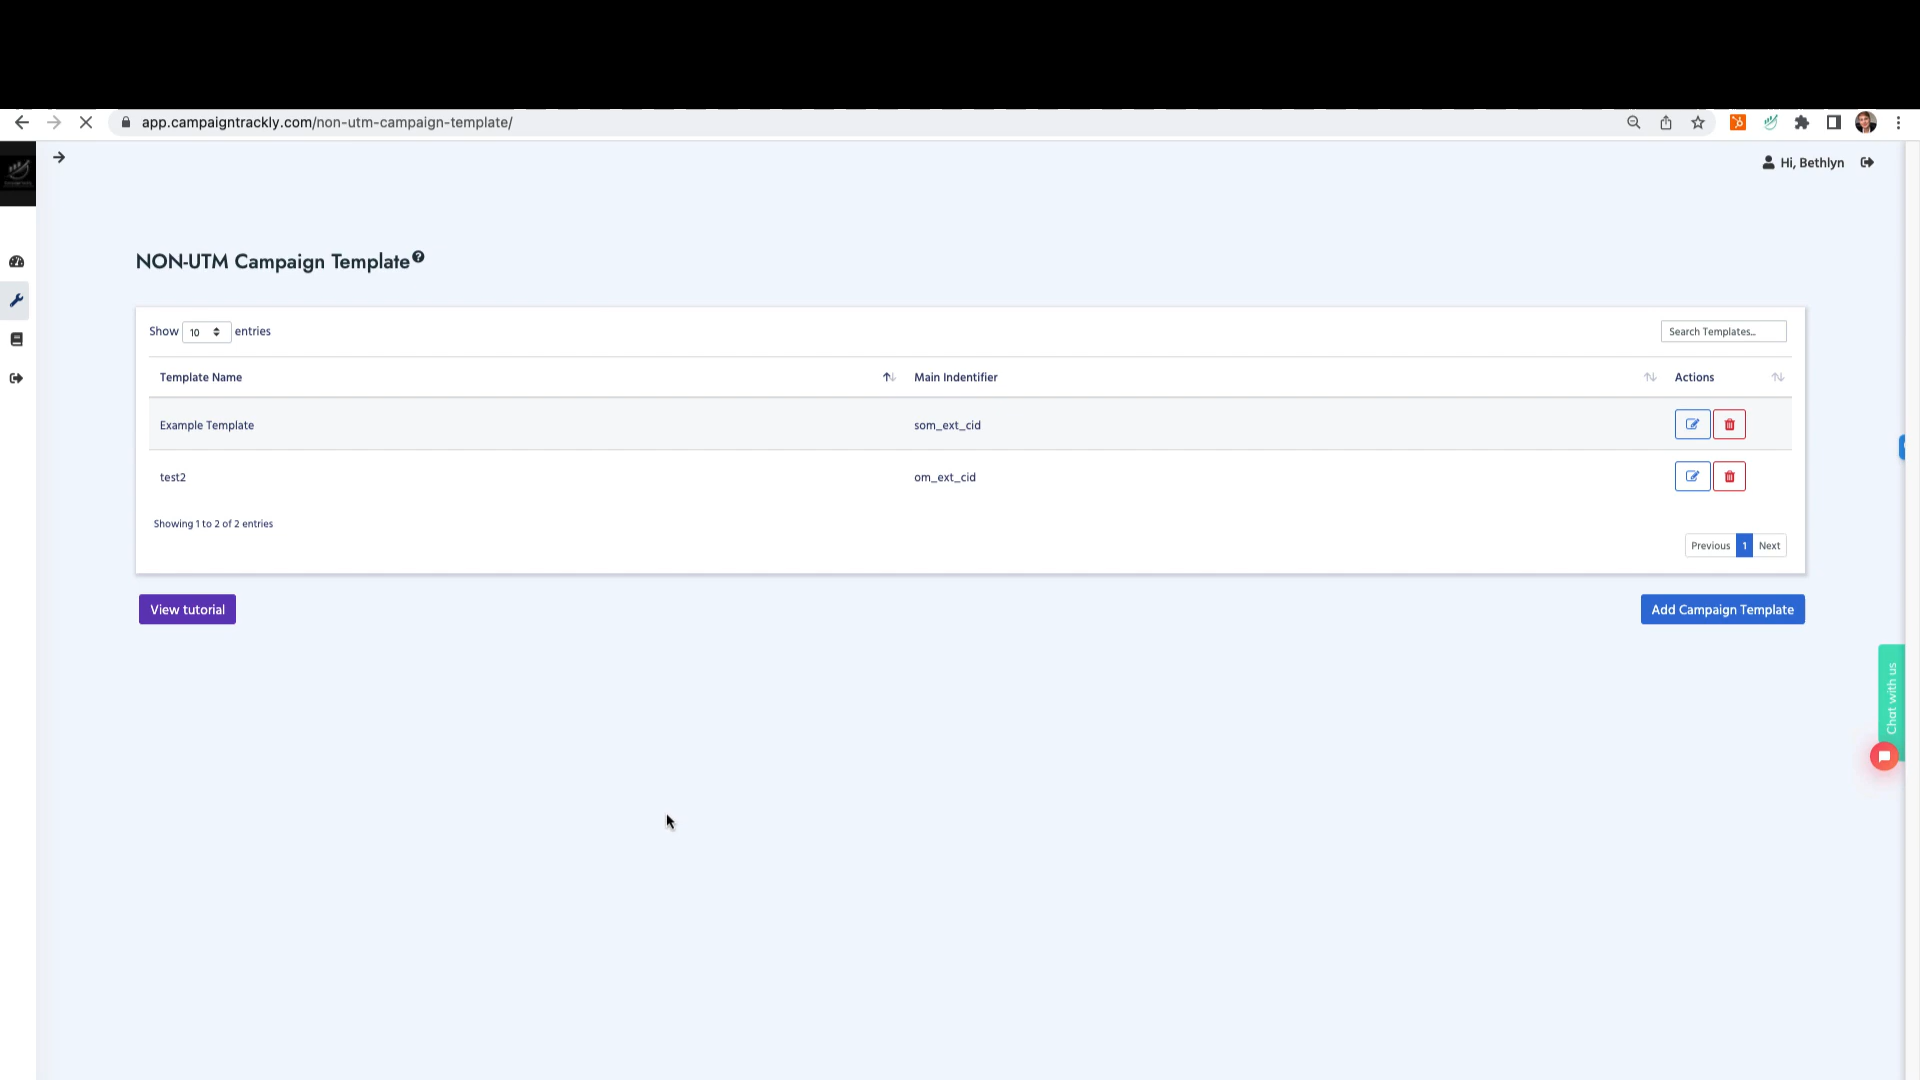 app.campaigntrackly.com/non-utm-campaign-template/
Hi, Bethlyn
NON-UTM Campaign Template
Show 10 entries
Search Templates...
Template Name Main Indentifier Actions
Example Template som_ext_cid
test2 om_ext_cid
Showing 1 to 2 of 2 entries
Previous 1 Next
View tutorial Add Campaign Template
Chat with us